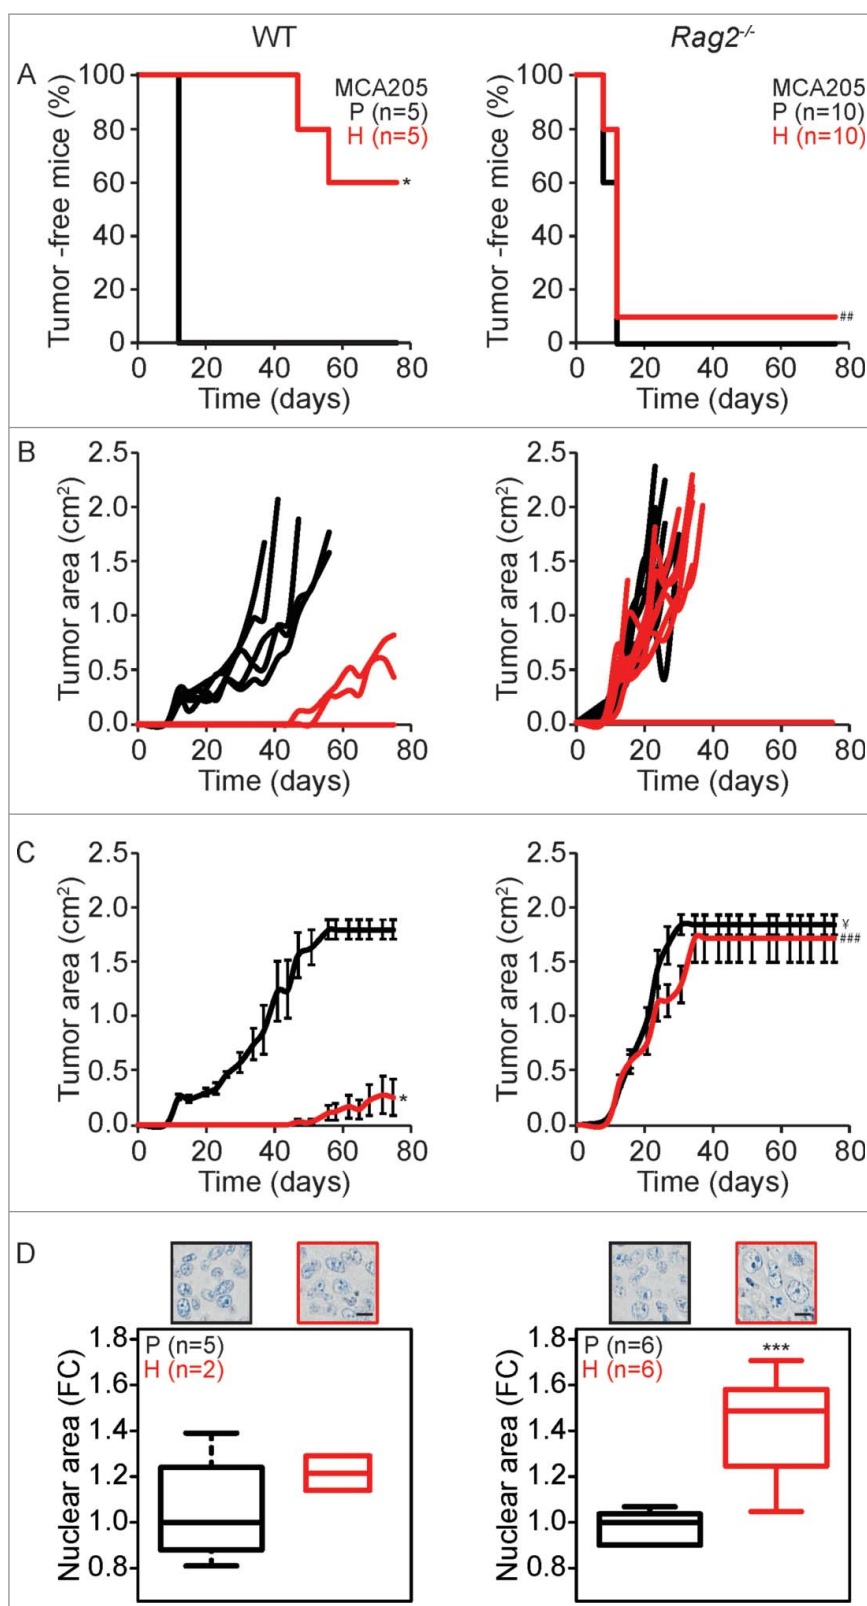 WT
Rag2-/-
A
100
80
60
40
20
0
Tumor -free mice (%)
MCA205
P (n=5)
H (n=5)
*
0 20 40 60 80
Time (days)
100
80
60
40
20
0
Tumor -free mice (%)
MCA205
P (n=10)
H (n=10)
##
0 20 40 60 80
Time (days)
B
2.5
2.0
1.5
1.0
0.5
0.0
Tumor area (cm²)
0 20 40 60 80
Time (days)
2.5
2.0
1.5
1.0
0.5
0.0
Tumor area (cm²)
0 20 40 60 80
Time (days)
C
2.5
2.0
1.5
1.0
0.5
0.0
Tumor area (cm²)
*
0 20 40 60 80
Time (days)
2.5
2.0
1.5
1.0
0.5
0.0
Tumor area (cm²)
¥
###
0 20 40 60 80
Time (days)
D
1.8
1.6
1.4
1.2
1.0
0.8
Nuclear area (FC)
P (n=5)
H (n=2)
1.8
1.6
1.4
1.2
1.0
0.8
Nuclear area (FC)
P (n=6)
H (n=6)
***